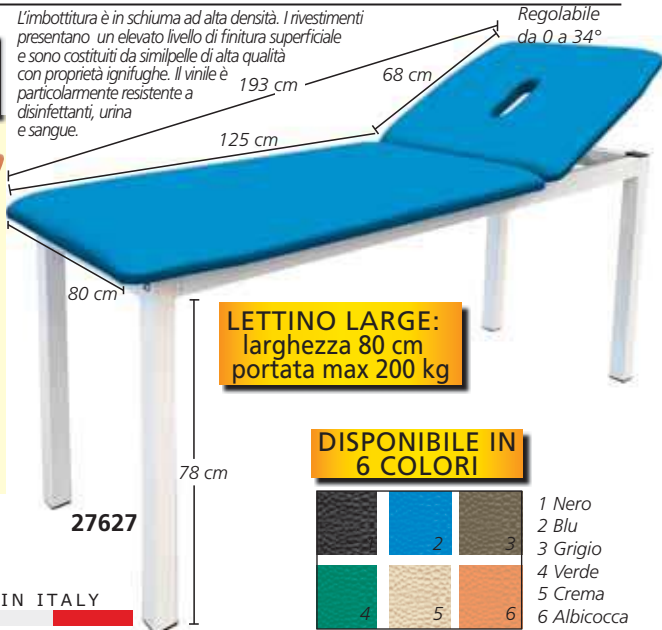 L'imbottitura è in schiuma ad alta densità. I rivestimenti
presentano un elevato livello di finitura superficiale
e sono costituiti da similpelle di alta qualità
con proprietà ignifughe. Il vinile è
particolarmente resistente a
disinfettanti, urina
e sangue.
Regolabile
da 0 a 34°
193 cm
68 cm
125 cm
80 cm
LETTINO LARGE:
larghezza 80 cm
portata max 200 kg
78 cm
27627
DISPONIBILE IN
6 COLORI
2
3
4
5
6
1 Nero
2 Blu
3 Grigio
4 Verde
5 Crema
6 Albicocca
IN ITALY